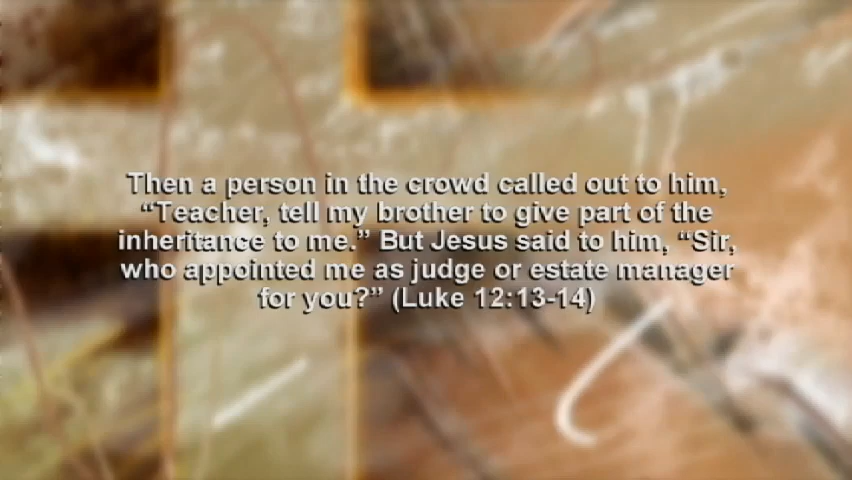 Then a person in the crowd called out to him,
“Teacher, tell my brother to give part of the
inheritance to me.” But Jesus said to him, “Sir,
who appointed me as judge or estate manager
for you?” (Luke 12:13-14)